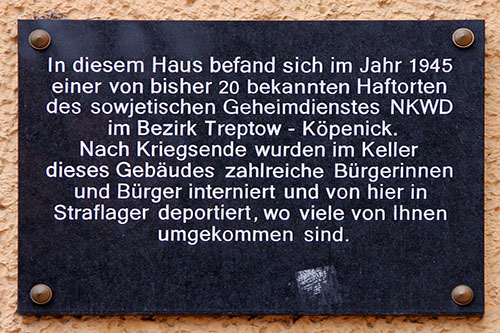 In diesem Haus befand sich im Jahr 1945
einer von bisher 20 bekannten Haftorten
des sowjetischen Geheimdienstes NKWD
im Bezirk Treptow - Köpenick.
Nach Kriegsende wurden im Keller
dieses Gebäudes zahlreiche Bürgerinnen
und Bürger interniert und von hier in
Straflager deportiert, wo viele von Ihnen
umgekommen sind.